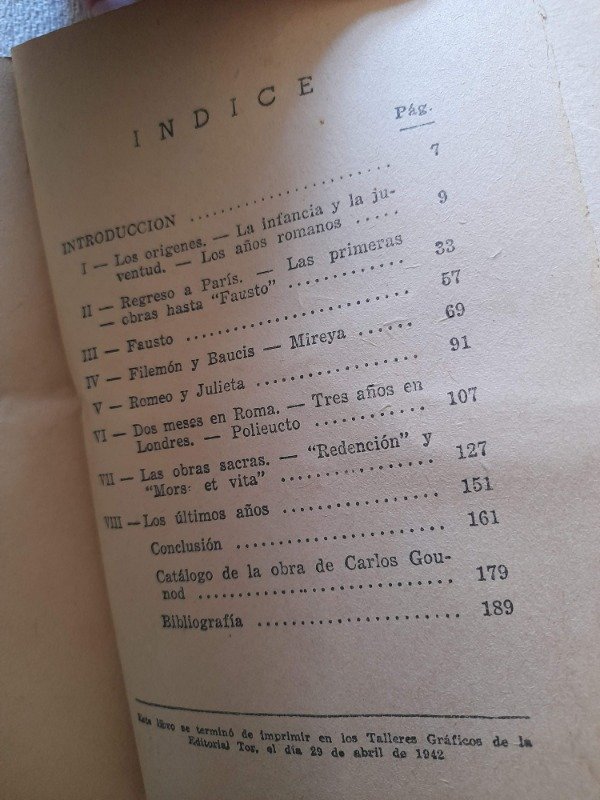 INDICE
Pág.
INTRODUCCION .......................... 7
I — Los orígenes. — La infancia y la ju-
ventud. — Los años romanos ..... 9
II — Regreso a París. — Las primeras
— obras hasta "Fausto" ............ 33
III — Fausto ........................ 57
IV — Filemón y Baucis — Mireya ...... 69
V — Romeo y Julieta ................ 91
VI — Dos meses en Roma. — Tres años en
Londres. — Polieucto ............ 107
VII — Las obras sacras. — "Redención" y
"Mors et vita" .................. 127
VIII — Los últimos años .................. 151
Conclusión ........................ 161
Catálogo de la obra de Carlos Gou-
nod ............................. 179
Bibliografía ....................... 189
Este libro se terminó de imprimir en los Talleres Gráficos de la
Editorial Tor, el día 29 de abril de 1942